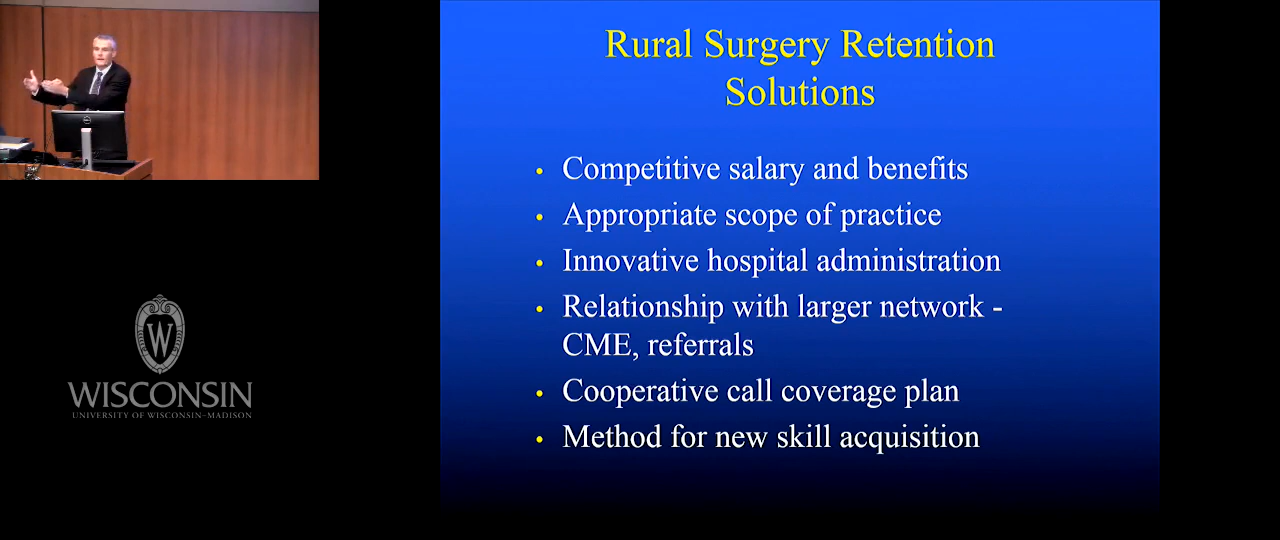 Rural Surgery Retention
Solutions
• Competitive salary and benefits
• Appropriate scope of practice
• Innovative hospital administration
• Relationship with larger network -
CME, referrals
• Cooperative call coverage plan
• Method for new skill acquisition
W
WISCONSIN
UNIVERSITY OF WISCONSIN–MADISON